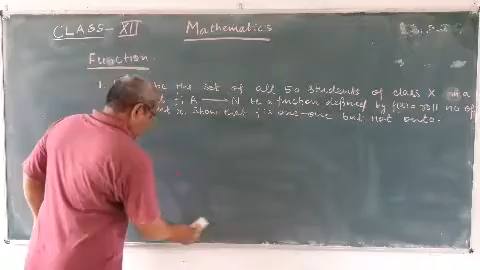 CLASS - XII
Mathematics
Function.
1. the set of all 50 students of class X in a
f: A → N be a function defined by f(x) = roll no of
x. Show that f is one-one but not onto.